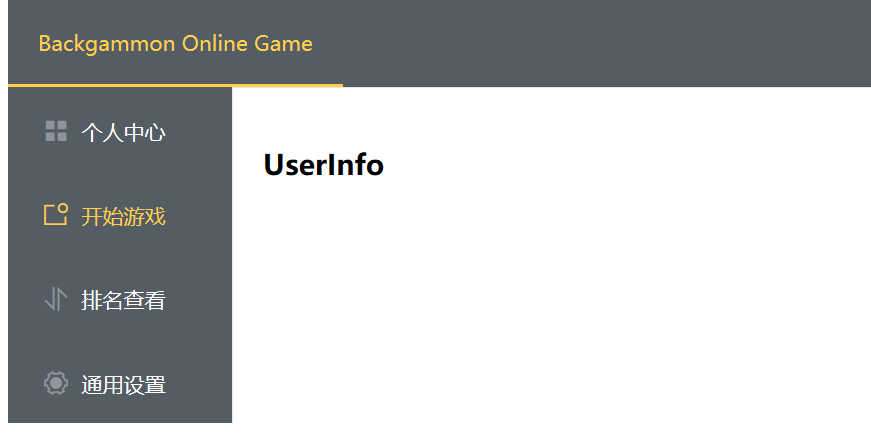 Backgammon Online Game
个人中心
UserInfo
开始游戏
排名查看
通用设置